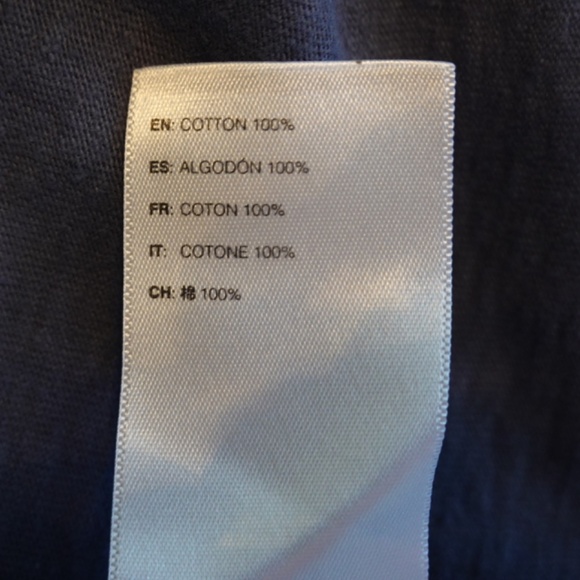 EN: COTTON 100%
ES: ALGODÓN 100%
FR: COTON 100%
IT: COTONE 100%
CH: 棉 100%